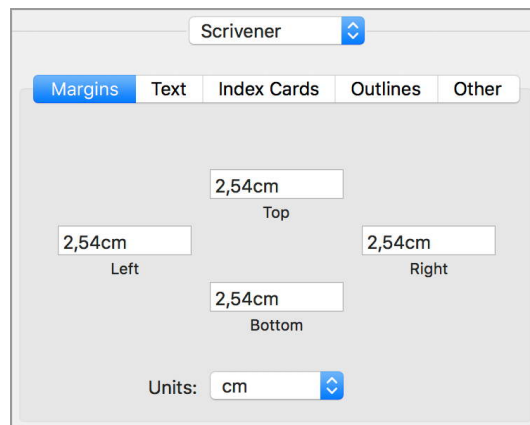 Scrivener
Margins Text Index Cards Outlines Other
2,54cm
Top
2,54cm 2,54cm
Left Right
2,54cm
Bottom
Units: cm